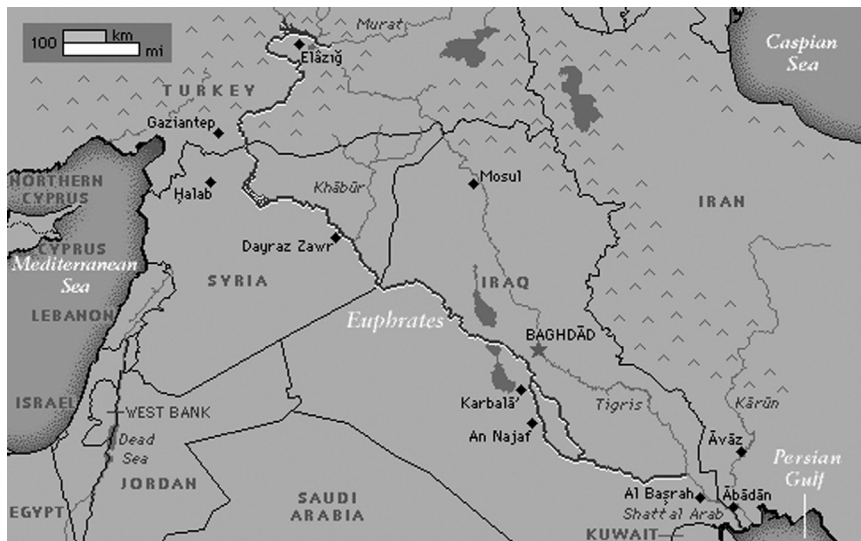 Murat
100 km
mi
Caspian
Sea
Elâzığ
TURKEY
Gaziantep
Mosul
NORTHERN
CYPRUS
Ḩalab
Khābūr
IRAN
CYPRUS
Mediterranean
Sea
Dayraz Zawr
SYRIA
IRAQ
LEBANON
Euphrates
BAGHDĀD
ISRAEL
WEST BANK
Karbalā'
Tigris
Kārūn
Dead
Sea
An Najaf
Āvāz
Persian
Gulf
JORDAN
SAUDI
ARABIA
Al Başrah
Ābādān
EGYPT
Shatt al Arab
KUWAIT